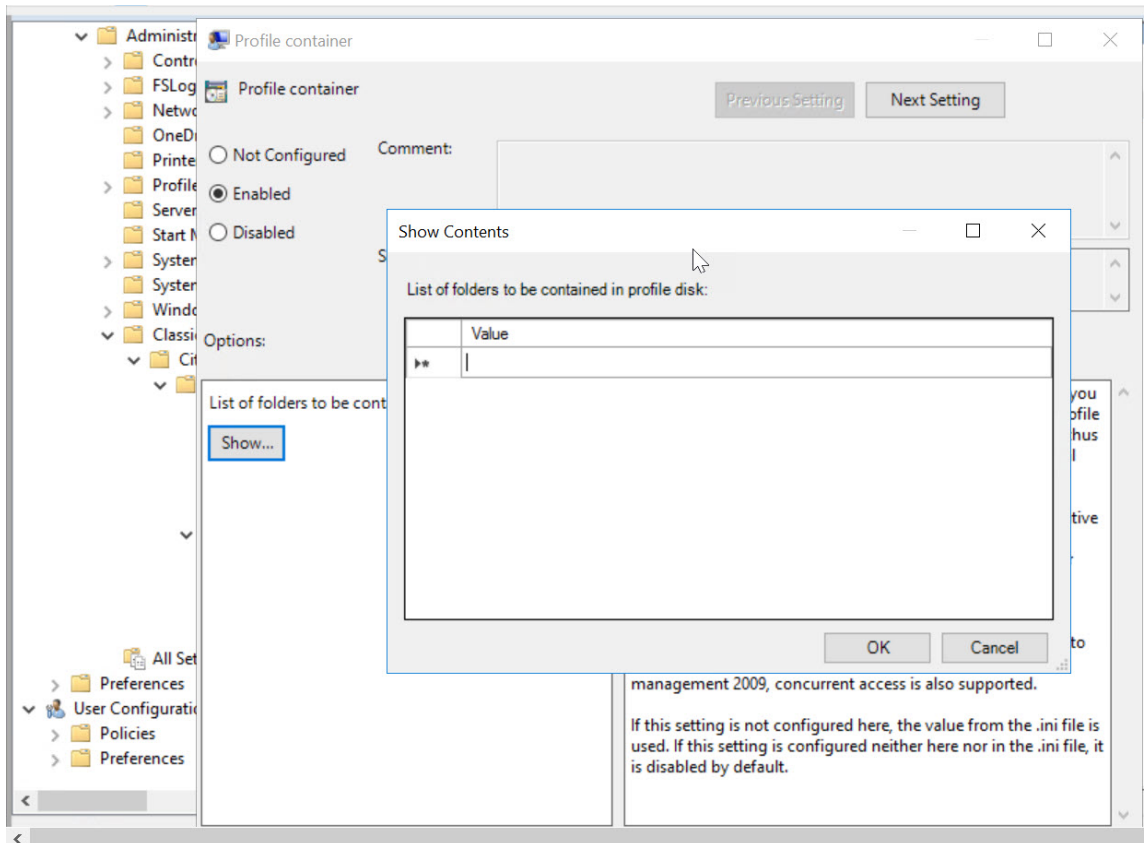 Administr
Profile container
Contr
FSLog
Profile container
Previous Setting
Next Setting
Netwo
OneDr
Not Configured
Comment:
Printe
Profile
Enabled
Server
Start M
Disabled
Show Contents
S
System
List of folders to be contained in profile disk:
System
Windo
Classi
Options:
Value
Cit
List of folders to be cont
you
ofile
Show...
hus
tive
to
OK
Cancel
All Set
Preferences
management 2009, concurrent access is also supported.
User Configuratio
Policies
If this setting is not configured here, the value from the .ini file is
used. If this setting is configured neither here nor in the .ini file, it
Preferences
is disabled by default.